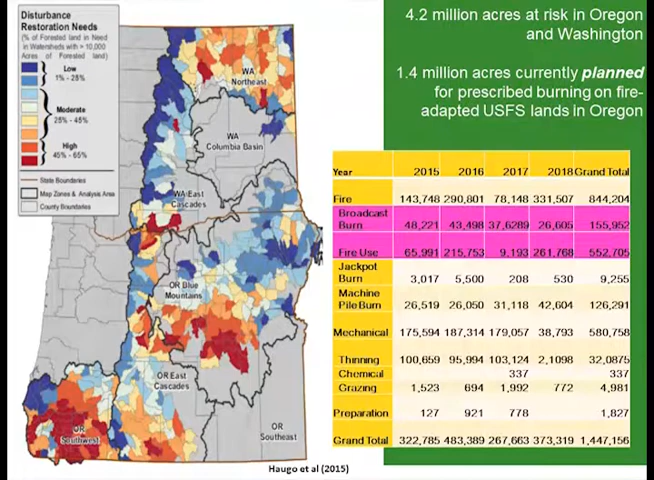 Disturbance
Restoration Needs
(% of Forested land in Need
in Watersheds with > 10,000
Acres of Forested land)
Low
1% - 25%
Moderate
25% - 45%
High
45% - 65%
State Boundaries
Map Zones & Analysis Area
County Boundaries
WA
Northeast
WA
Columbia Basin
WA East
Cascades
OR Blue
Mountains
OR East
Cascades
OR
Southwest
OR
Southeast
Haugo et al (2015)
4.2 million acres at risk in Oregon
and Washington
1.4 million acres currently planned
for prescribed burning on fire-
adapted USFS lands in Oregon
Year 2015 2016 2017 2018 Grand Total
Fire 143,748 290,801 78,148 331,507 844,204
Broadcast
Burn 48,221 43,498 37,6289 26,605 155,952
Fire Use 65,991 215,753 9,193 261,768 552,705
Jackpot
Burn 3,017 5,500 208 530 9,255
Machine
Pile Burn 26,519 26,050 31,118 42,604 126,291
Mechanical 175,594 187,314 179,057 38,793 580,758
Thinning 100,659 95,994 103,124 2,1098 32,0875
Chemical 337 337
Grazing 1,523 694 1,992 772 4,981
Preparation 127 921 778 1,827
Grand Total 322,785 483,389 267,663 373,319 1,447,156